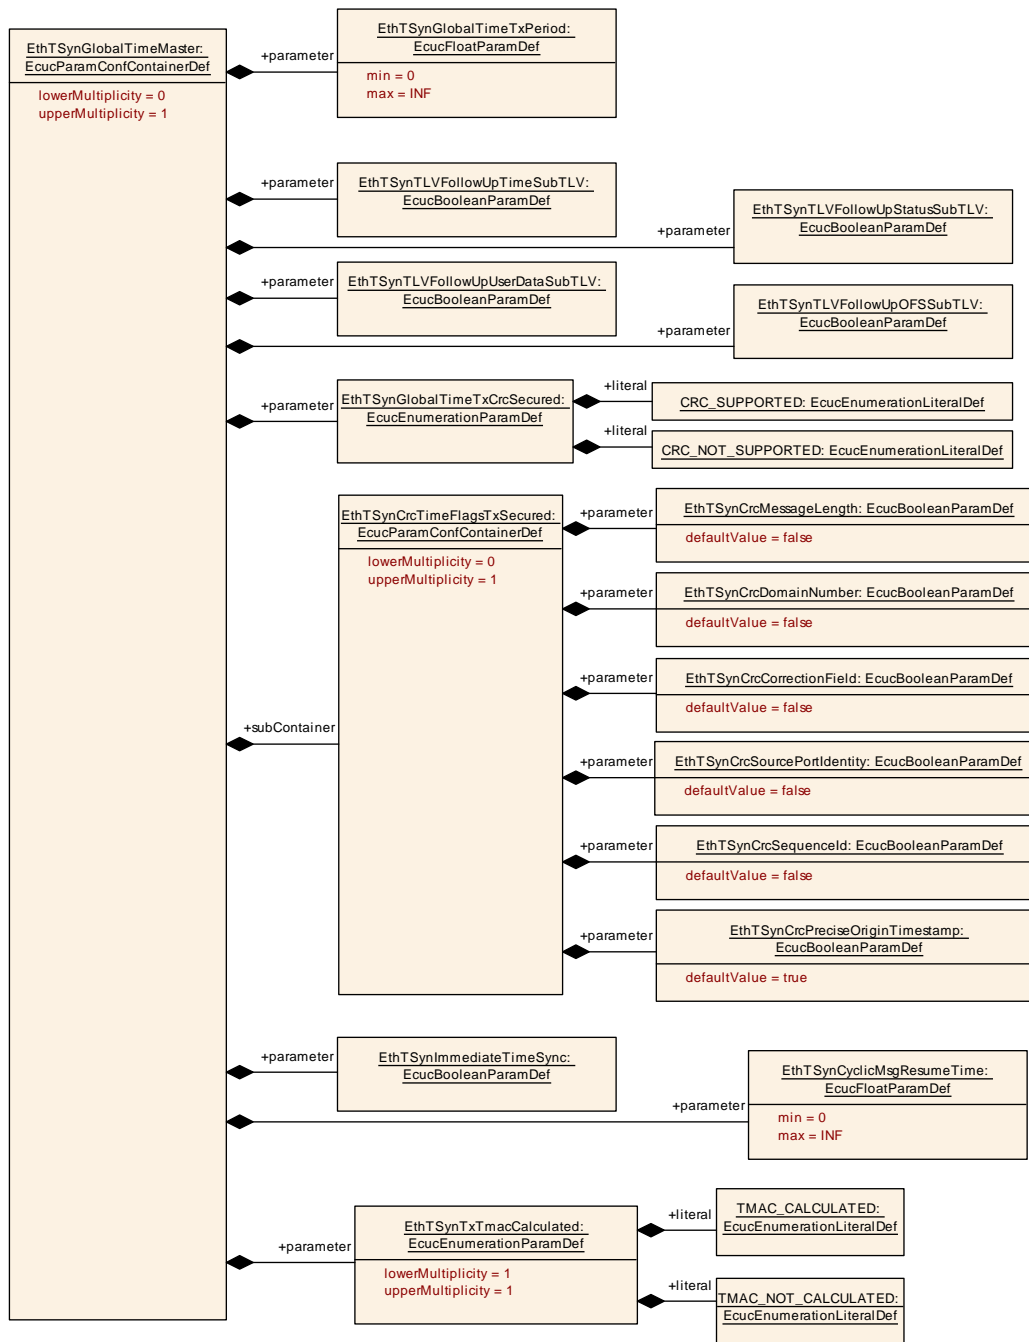 EthTSynGlobalTimeMaster:
EcucParamConfContainerDef
lowerMultiplicity = 0
upperMultiplicity = 1
+parameter
EthTSynGlobalTimeTxPeriod:
EcucFloatParamDef
min = 0
max = INF
+parameter
EthTSynTLVFollowUpTimeSubTLV:
EcucBooleanParamDef
+parameter
EthTSynTLVFollowUpStatusSubTLV:
EcucBooleanParamDef
+parameter
EthTSynTLVFollowUpUserDataSubTLV:
EcucBooleanParamDef
+parameter
EthTSynTLVFollowUpOFSSubTLV:
EcucBooleanParamDef
+parameter
EthTSynGlobalTimeTxCrcSecured:
EcucEnumerationParamDef
+literal
CRC_SUPPORTED: EcucEnumerationLiteralDef
+literal
CRC_NOT_SUPPORTED: EcucEnumerationLiteralDef
+subContainer
EthTSynCrcTimeFlagsTxSecured:
EcucParamConfContainerDef
lowerMultiplicity = 0
upperMultiplicity = 1
+parameter
EthTSynCrcMessageLength: EcucBooleanParamDef
defaultValue = false
+parameter
EthTSynCrcDomainNumber: EcucBooleanParamDef
defaultValue = false
+parameter
EthTSynCrcCorrectionField: EcucBooleanParamDef
defaultValue = false
+parameter
EthTSynCrcSourcePortIdentity: EcucBooleanParamDef
defaultValue = false
+parameter
EthTSynCrcSequenceId: EcucBooleanParamDef
defaultValue = false
+parameter
EthTSynCrcPreciseOriginTimestamp:
EcucBooleanParamDef
defaultValue = true
+parameter
EthTSynImmediateTimeSync:
EcucBooleanParamDef
+parameter
EthTSynCyclicMsgResumeTime:
EcucFloatParamDef
min = 0
max = INF
+parameter
EthTSynTxTmacCalculated:
EcucEnumerationParamDef
lowerMultiplicity = 1
upperMultiplicity = 1
+literal
TMAC_CALCULATED:
EcucEnumerationLiteralDef
+literal
TMAC_NOT_CALCULATED:
EcucEnumerationLiteralDef